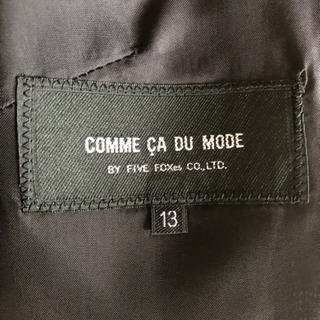 COMME ÇA DU MODE
BY FIVE FOXes CO.,LTD.
13